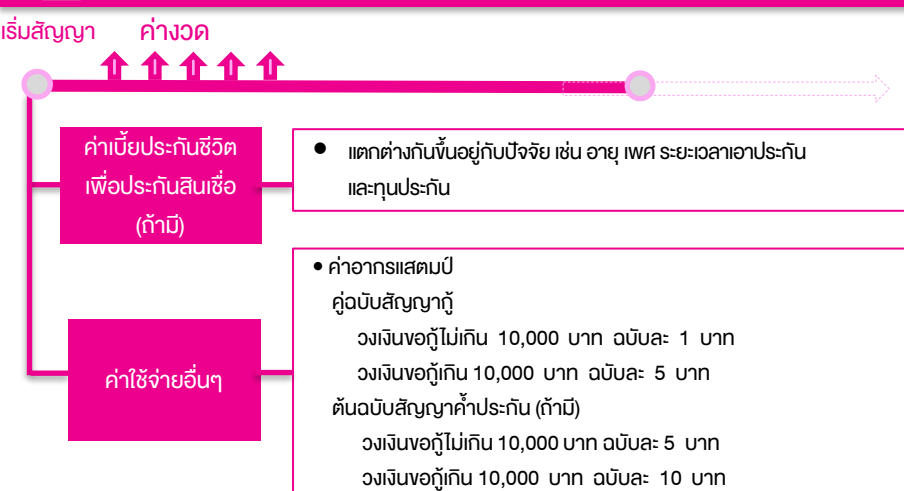 เริ่มสัญญา ค่างวด
ค่าเบี้ยประกันชีวิต
เพื่อประกันสินเชื่อ
(ถ้ามี)
● แตกต่างกันขึ้นอยู่กับปัจจัย เช่น อายุ เพศ ระยะเวลาเอาประกัน
และทุนประกัน
ค่าใช้จ่ายอื่นๆ
● ค่าอากรแสตมป์
คู่ฉบับสัญญากู้
วงเงินขอกู้ไม่เกิน 10,000 บาท ฉบับละ 1 บาท
วงเงินขอกู้เกิน 10,000 บาท ฉบับละ 5 บาท
ต้นฉบับสัญญาค้ำประกัน (ถ้ามี)
วงเงินขอกู้ไม่เกิน 10,000 บาท ฉบับละ 5 บาท
วงเงินขอกู้เกิน 10,000 บาท ฉบับละ 10 บาท